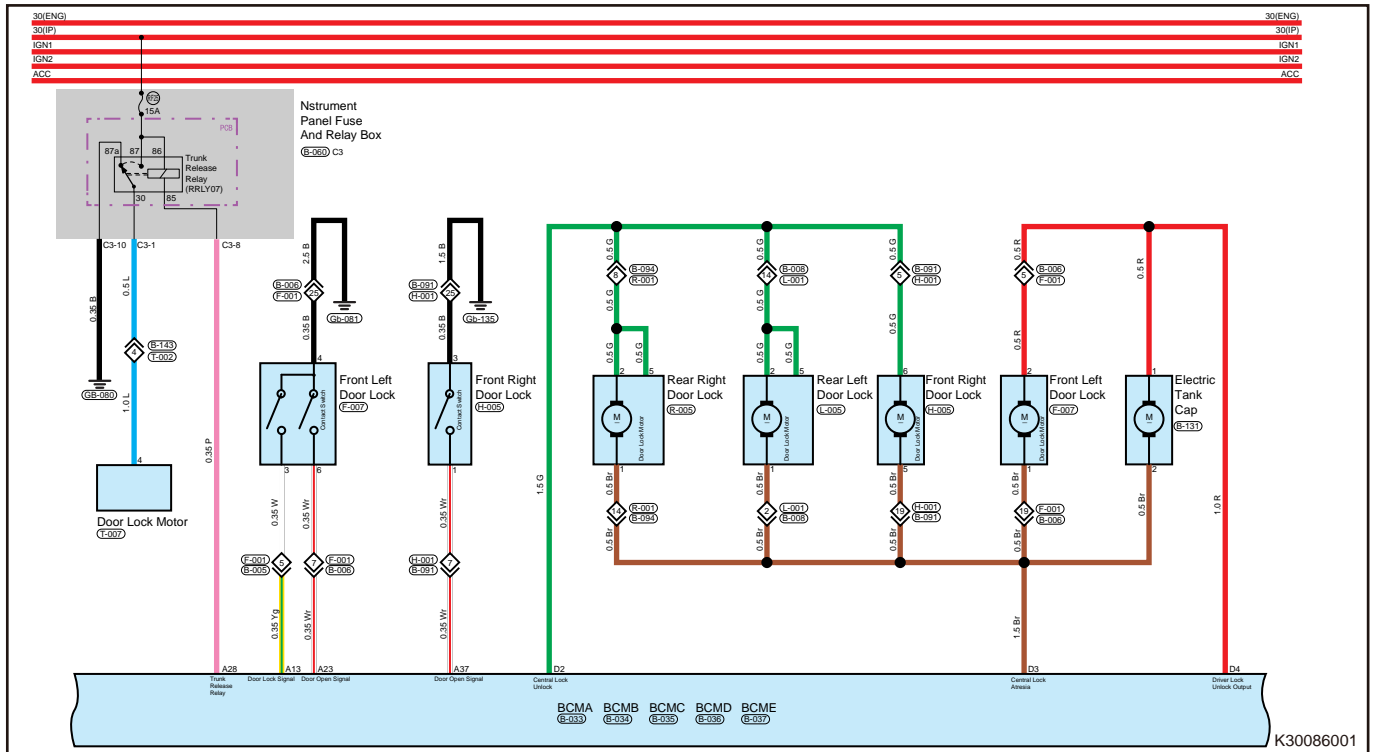 30(ENG) 30(ENG)
30(IP) 30(IP)
IGN1 IGN1
IGN2 IGN2
ACC ACC
RF25
15A
PCB
Nstrument
Panel Fuse
And Relay Box
B-060 C3
87a 87 86
Trunk
Release
Relay
(RRLY07)
30 85
C3-10 C3-1 C3-8
0.35 B
0.5 L
GB-080
4
B-143
T-002
1.0 L
0.35 P
4
Door Lock Motor
T-007
2.5 B
B-006
F-001
25
Gb-081
0.35 B
4
Contact Switch
Front Left
Door Lock
F-007
3 6
0.35 W
0.35 Wr
F-001
B-005
5
7
F-001
B-006
0.35 Yg
0.35 Wr
1.5 B
B-091
H-001
25
Gb-135
0.35 B
3
Contact Switch
Front Right
Door Lock
H-005
1
0.35 Wr
H-001
B-091
7
0.35 Wr
1.5 G
0.5 G
8
B-094
R-001
0.5 G
0.5 G
0.5 G
2 5
M
Door Lock Motor
Rear Right
Door Lock
R-005
1
0.5 Br
14
R-001
B-094
0.5 Br
0.5 G
14
B-008
L-001
0.5 G
0.5 G
0.5 G
2 5
M
Door Lock Motor
Rear Left
Door Lock
L-005
1
0.5 Br
2
L-001
B-008
0.5 Br
0.5 G
5
B-091
H-001
0.5 G
6
M
Door Lock Motor
Front Right
Door Lock
H-005
5
0.5 Br
19
H-001
B-091
0.5 Br
0.5 R
5
B-006
F-001
0.5 R
2
M
Door Lock Motor
Front Left
Door Lock
F-007
1
0.5 Br
19
F-001
B-006
0.5 Br
1.5 Br
0.5 R
1
M
Electric
Tank
Cap
B-131
2
0.5 Br
1.0 R
A28
Trunk
Release
Relay
A13
Door Lock Signal
A23
Door Open Signal
A37
Door Open Signal
D2
Central Lock
Unlock
D3
Central Lock
Atresia
D4
Driver Lock
Unlock Output
BCMA BCMB BCMC BCMD BCME
B-033 B-034 B-035 B-036 B-037
K30086001